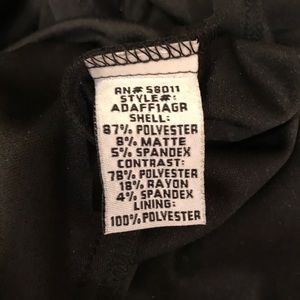 RN# 58011
STYLE#:
ADAFF1AGR
SHELL:
87% POLYESTER
8% MATTE
5% SPANDEX
CONTRAST:
78% POLYESTER
18% RAYON
4% SPANDEX
LINING:
100% POLYESTER